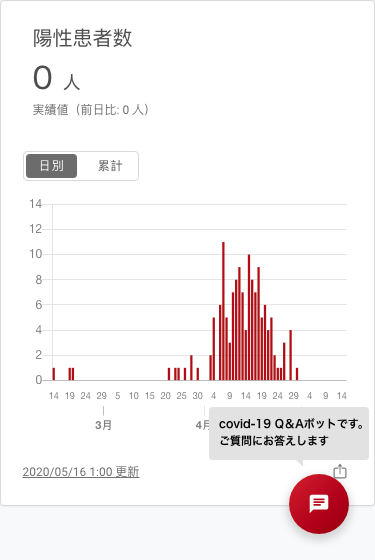 陽性患者数
0 人
実績値（前日比: 0 人）
日別 累計
14
12
10
8
6
4
2
0
14 19 24 29 5 10 15 20 25 30 4 9 14 19 24 29 4 9 14
3月 4月
covid-19 Q＆Aボットです。
ご質問にお答えします
2020/05/16 1:00 更新